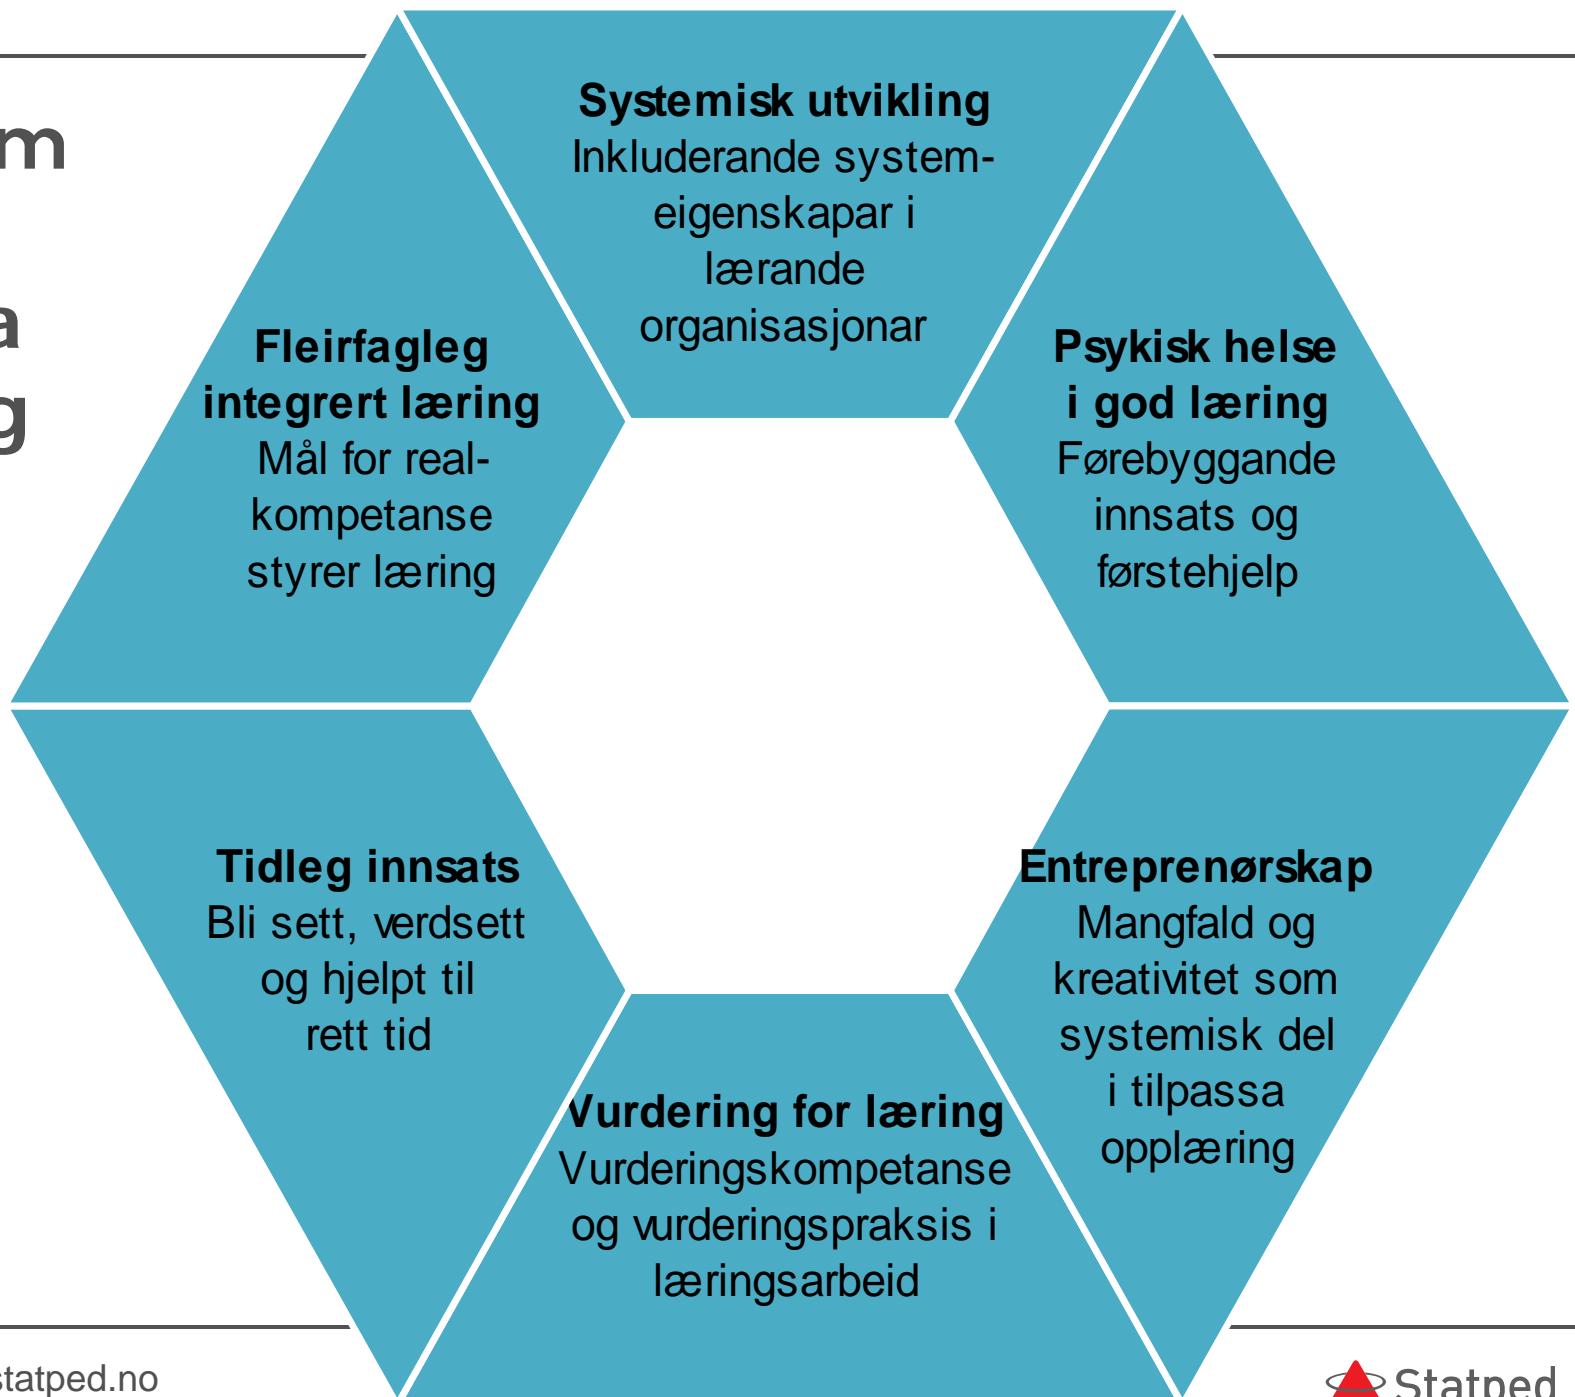 Systemisk utvikling
Inkluderande system-
eigenskapar i
lærande
organisasjonar
Psykisk helse
i god læring
Førebyggande
innsats og
førstehjelp
Entreprenørskap
Mangfald og
kreativitet som
systemisk del
i tilpassa
opplæring
Vurdering for læring
Vurderingskompetanse
og vurderingspraksis i
læringsarbeid
Tidleg innsats
Bli sett, verdsett
og hjelpt til
rett tid
Fleirfagleg
integrert læring
Mål for real-
kompetanse
styrer læring
statped.no
Statped